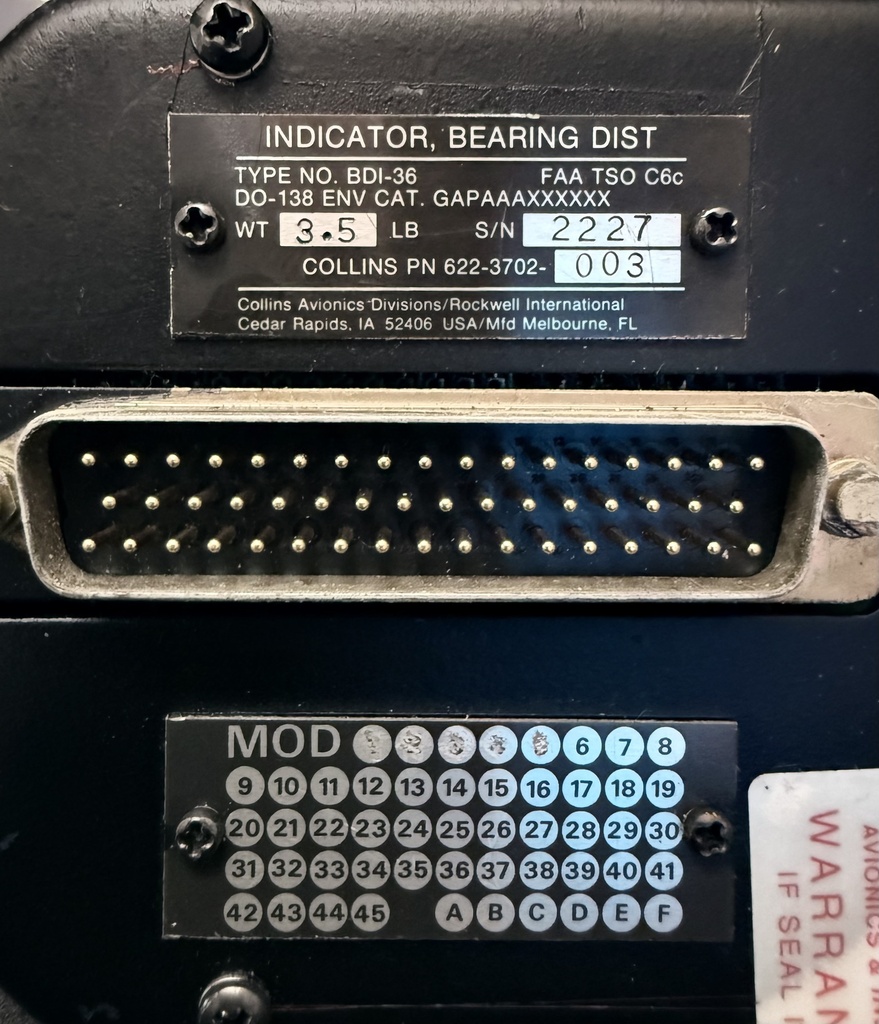 INDICATOR, BEARING DIST
TYPE NO. BDI-36 FAA TSO C6c
DO-138 ENV CAT. GAPAAAXXXXXX
WT 3.5 LB S/N 2227
COLLINS PN 622-3702- 003
Collins Avionics Divisions/Rockwell International
Cedar Rapids, IA 52406 USA/Mfd Melbourne, FL
MOD 6 7 8
9 10 11 12 13 14 15 16 17 18 19
20 21 22 23 24 25 26 27 28 29 30
31 32 33 34 35 36 37 38 39 40 41
42 43 44 45 A B C D E F
AVIONICS &
WARRAN
IF SEAL